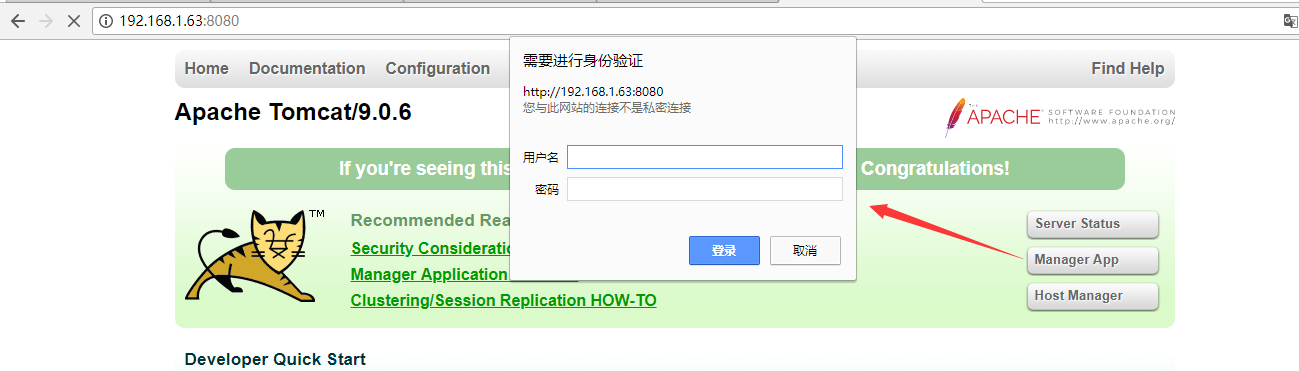 192.168.1.63:8080
Home Documentation Configuration Find Help
需要进行身份验证
http://192.168.1.63:8080
您与此网站的连接不是私密连接
用户名
密码
登录 取消
Apache Tomcat/9.0.6
THE APACHE SOFTWARE FOUNDATION
http://www.apache.org/
If you're seeing this Congratulations!
TM
Recommended
Security
Manager Application
Clustering/Session Replication HOW-TO
Server Status
Manager App
Host Manager
Developer Quick Start